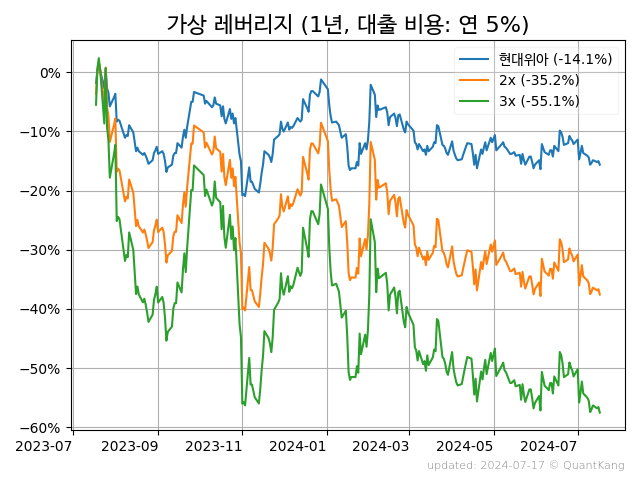 가상 레버리지 (1년, 대출 비용: 연 5%)
현대위아 (-14.1%)
2x (-35.2%)
3x (-55.1%)
0%
−10%
−20%
−30%
−40%
−50%
−60%
2023-07 2023-09 2023-11 2024-01 2024-03 2024-05 2024-07
updated: 2024-07-17 © QuantKang